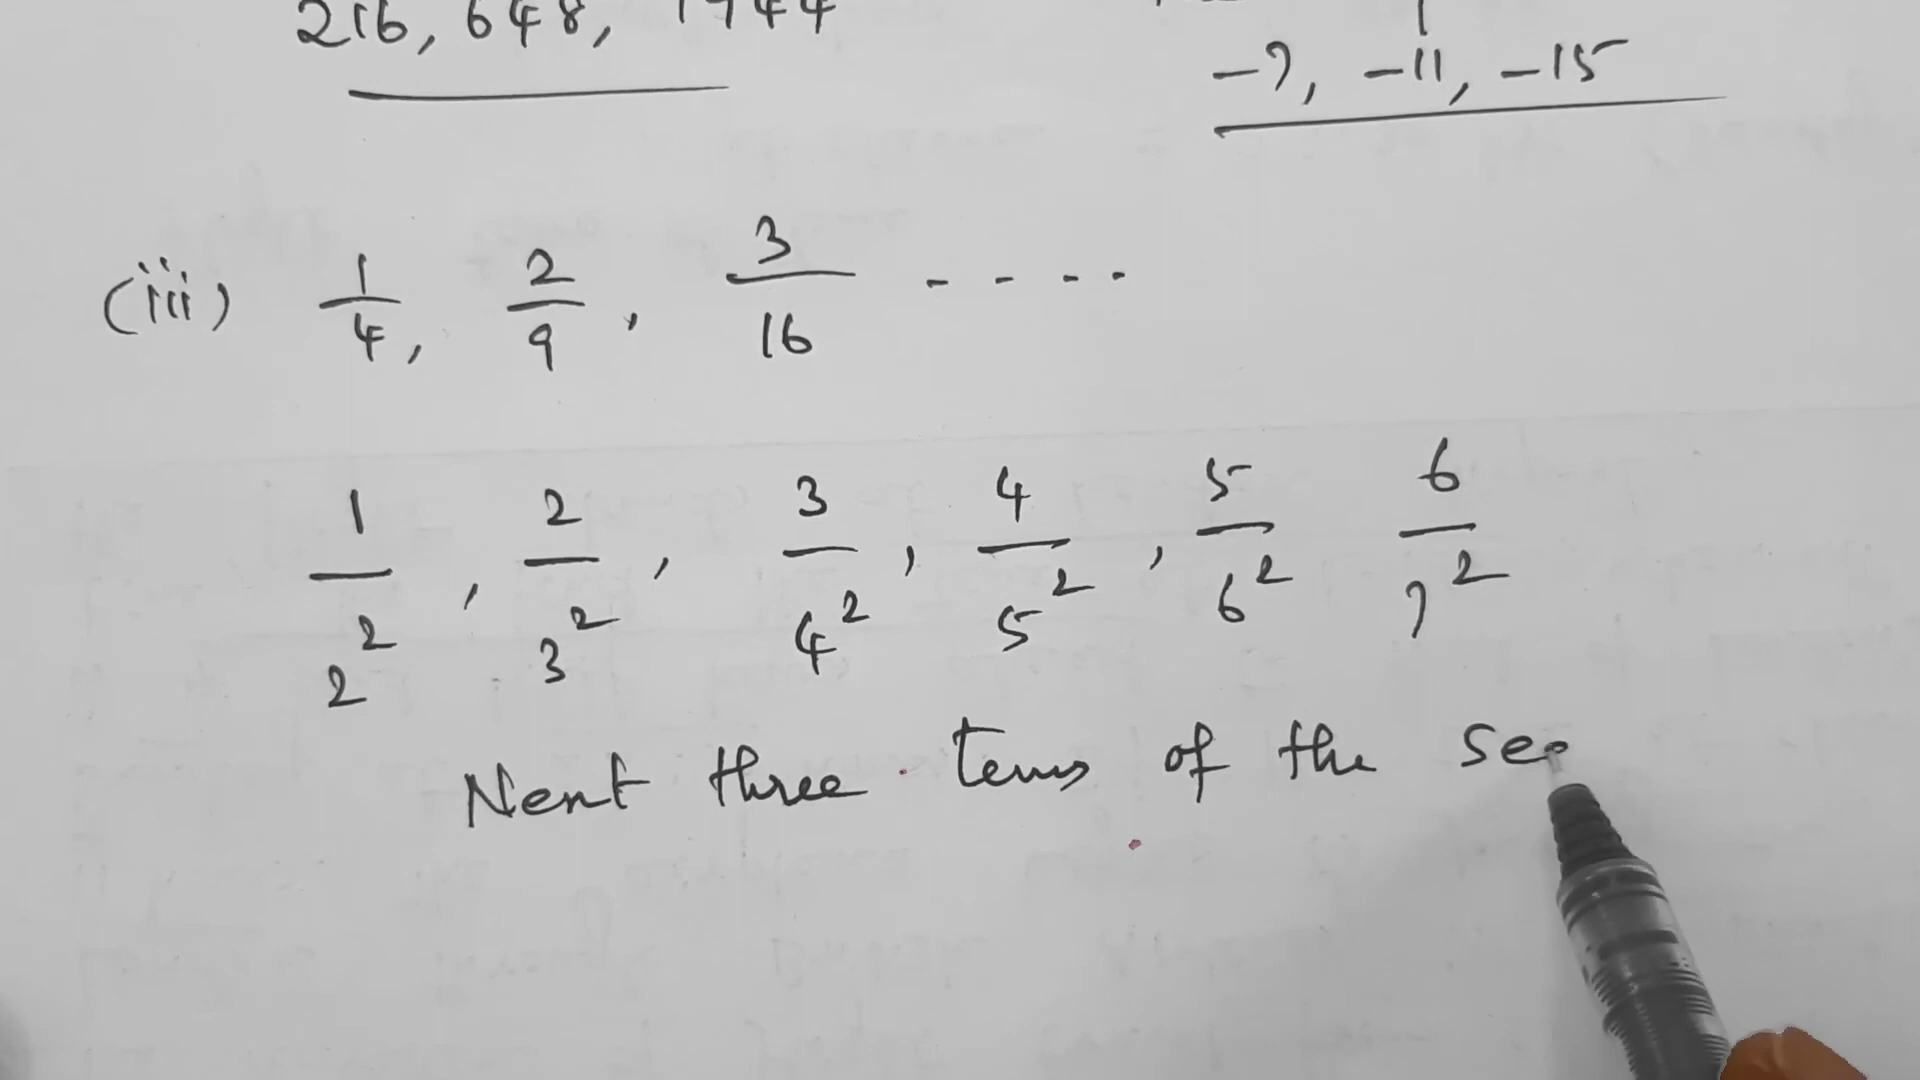 216, 648, 1944
-7, -11, -15
(iii) 1/4, 2/9, 3/16 - - - -
1/2², 2/3², 3/4², 4/5², 5/6² 6/7²
Next three terms of the se